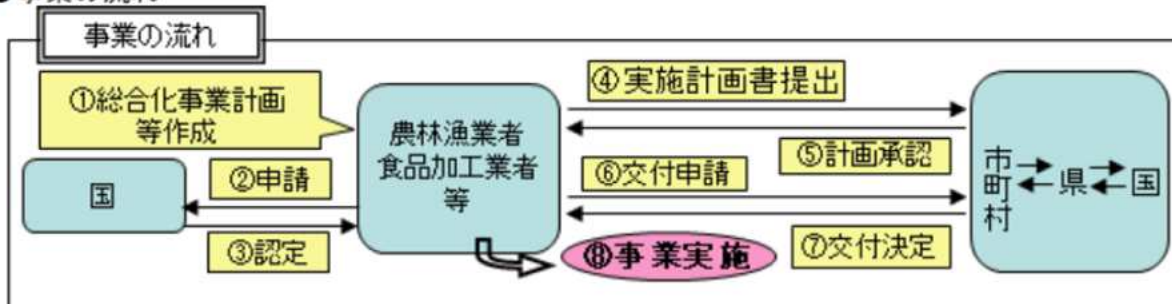 事業の流れ
①総合化事業計画
等作成
国
②申請
③認定
農林漁業者
食品加工業者
等
④実施計画書提出
⑤計画承認
⑥交付申請
⑦交付決定
⑧事業実施
市町村
県
国